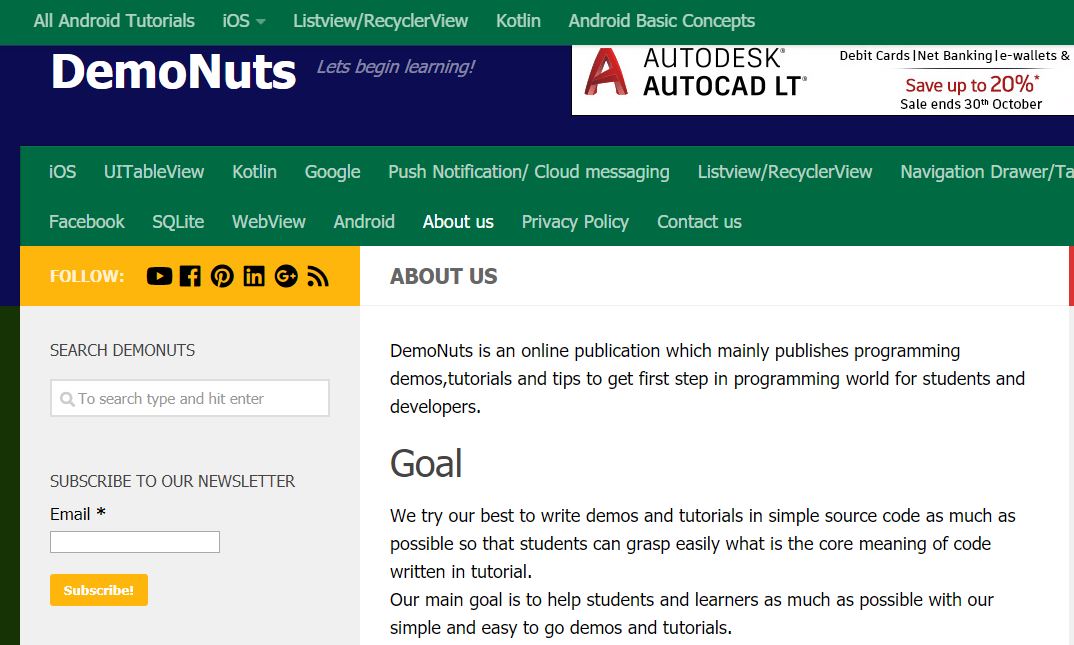 All Android Tutorials iOS Listview/RecyclerView Kotlin Android Basic Concepts
DemoNuts Lets begin learning!
AUTODESK®
AUTOCAD LT®
Debit Cards|Net Banking|e-wallets &
Save up to 20%*
Sale ends 30th October
iOS UITableView Kotlin Google Push Notification/ Cloud messaging Listview/RecyclerView Navigation Drawer/Ta
Facebook SQLite WebView Android About us Privacy Policy Contact us
FOLLOW:
ABOUT US
SEARCH DEMONUTS
To search type and hit enter
SUBSCRIBE TO OUR NEWSLETTER
Email *
Subscribe!
DemoNuts is an online publication which mainly publishes programming
demos,tutorials and tips to get first step in programming world for students and
developers.
Goal
We try our best to write demos and tutorials in simple source code as much as
possible so that students can grasp easily what is the core meaning of code
written in tutorial.
Our main goal is to help students and learners as much as possible with our
simple and easy to go demos and tutorials.